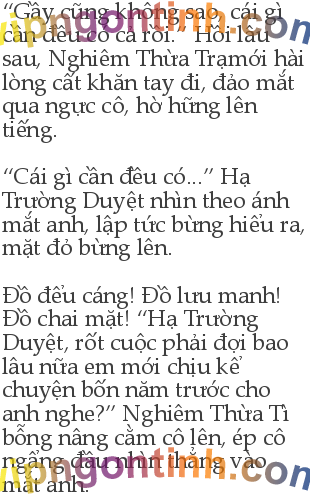 “Gầy cũng không sao, cái gì
cần đều lộ cả rồi.” Hồi lâu
sau, Nghiêm Thừa Trạmới hài
lòng cất khăn tay đi, đảo mắt
qua ngực cô, hờ hững lên
tiếng.
“Cái gì cần đều có...” Hạ
Trường Duyệt nhìn theo ánh
mắt anh, lập tức bừng hiểu ra,
mặt đỏ bừng lên.
Đồ đểu cáng! Đồ lưu manh!
Đồ chai mặt! “Hạ Trường
Duyệt, rốt cuộc phải đợi bao
lâu nữa em mới chịu kể
chuyện bốn năm trước cho
anh nghe?” Nghiêm Thừa Tì
bỗng nâng cằm cô lên, ép cô
ngẩng đầu nhìn thẳng vào
mắt anh.
vipngontinh.com
vipngontinh.com